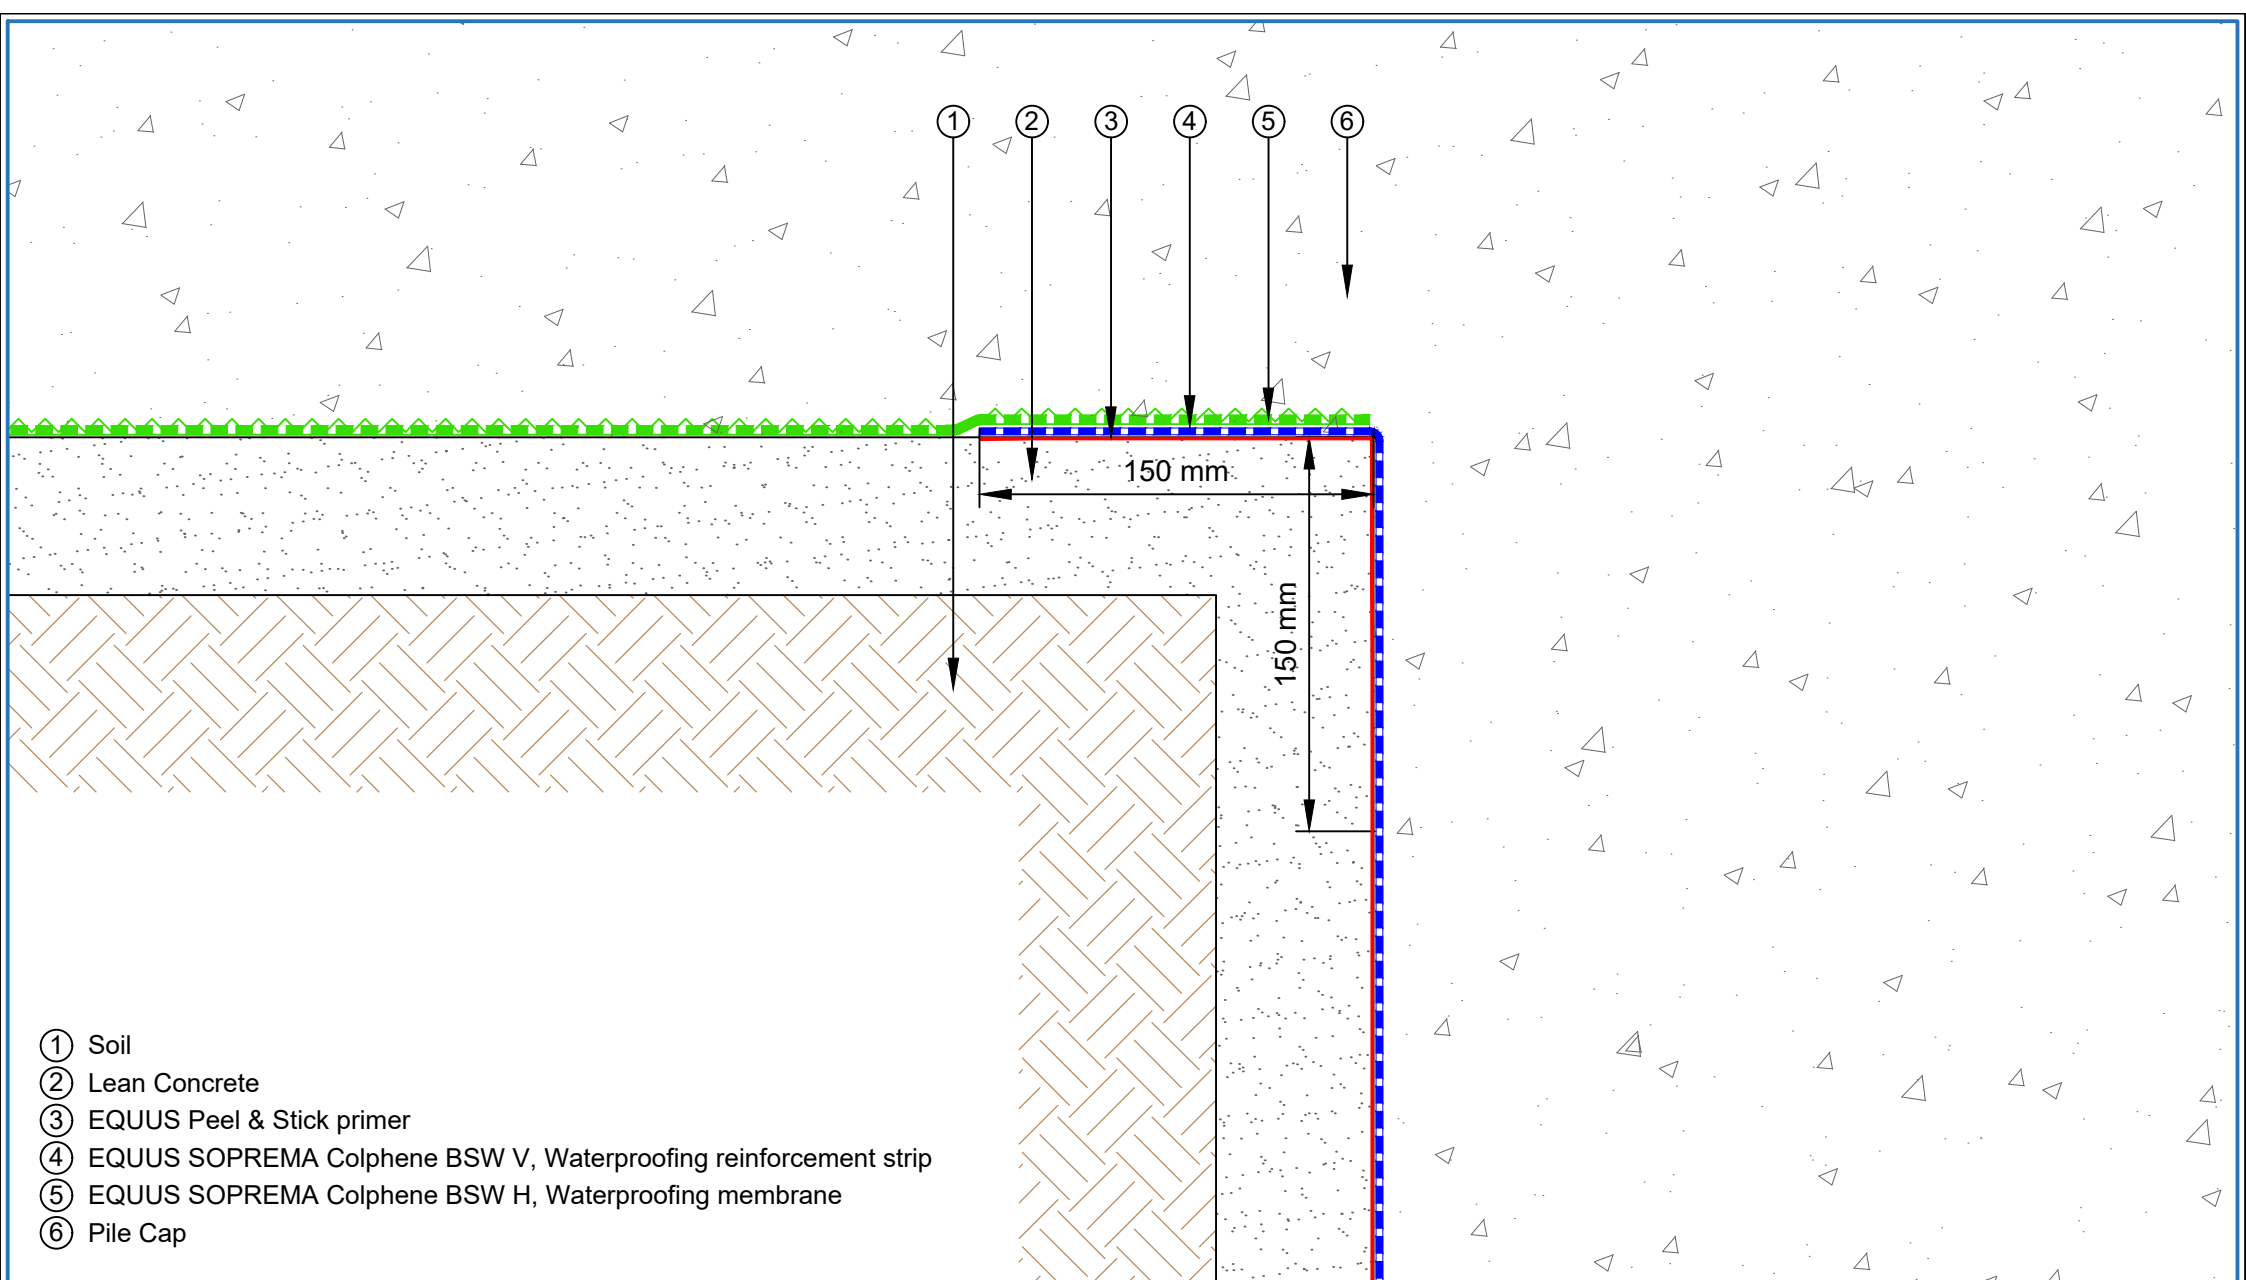 1 2 3 4 5 6
150 mm
150 mm
1 Soil
2 Lean Concrete
3 EQUUS Peel & Stick primer
4 EQUUS SOPREMA Colphene BSW V, Waterproofing reinforcement strip
5 EQUUS SOPREMA Colphene BSW H, Waterproofing membrane
6 Pile Cap